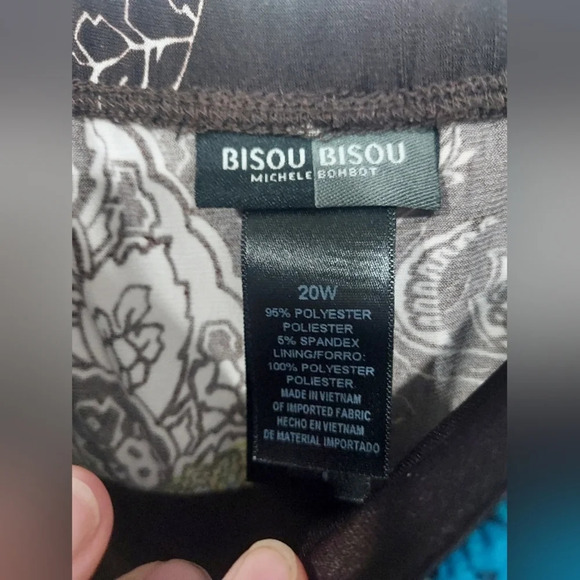 BISOU BISOU
MICHELE BOHBOT
20W
95% POLYESTER
POLIESTER
5% SPANDEX
LINING/FORRO:
100% POLYESTER
POLIESTER
MADE IN VIETNAM
OF IMPORTED FABRIC
HECHO EN VIETNAM
DE MATERIAL IMPORTADO